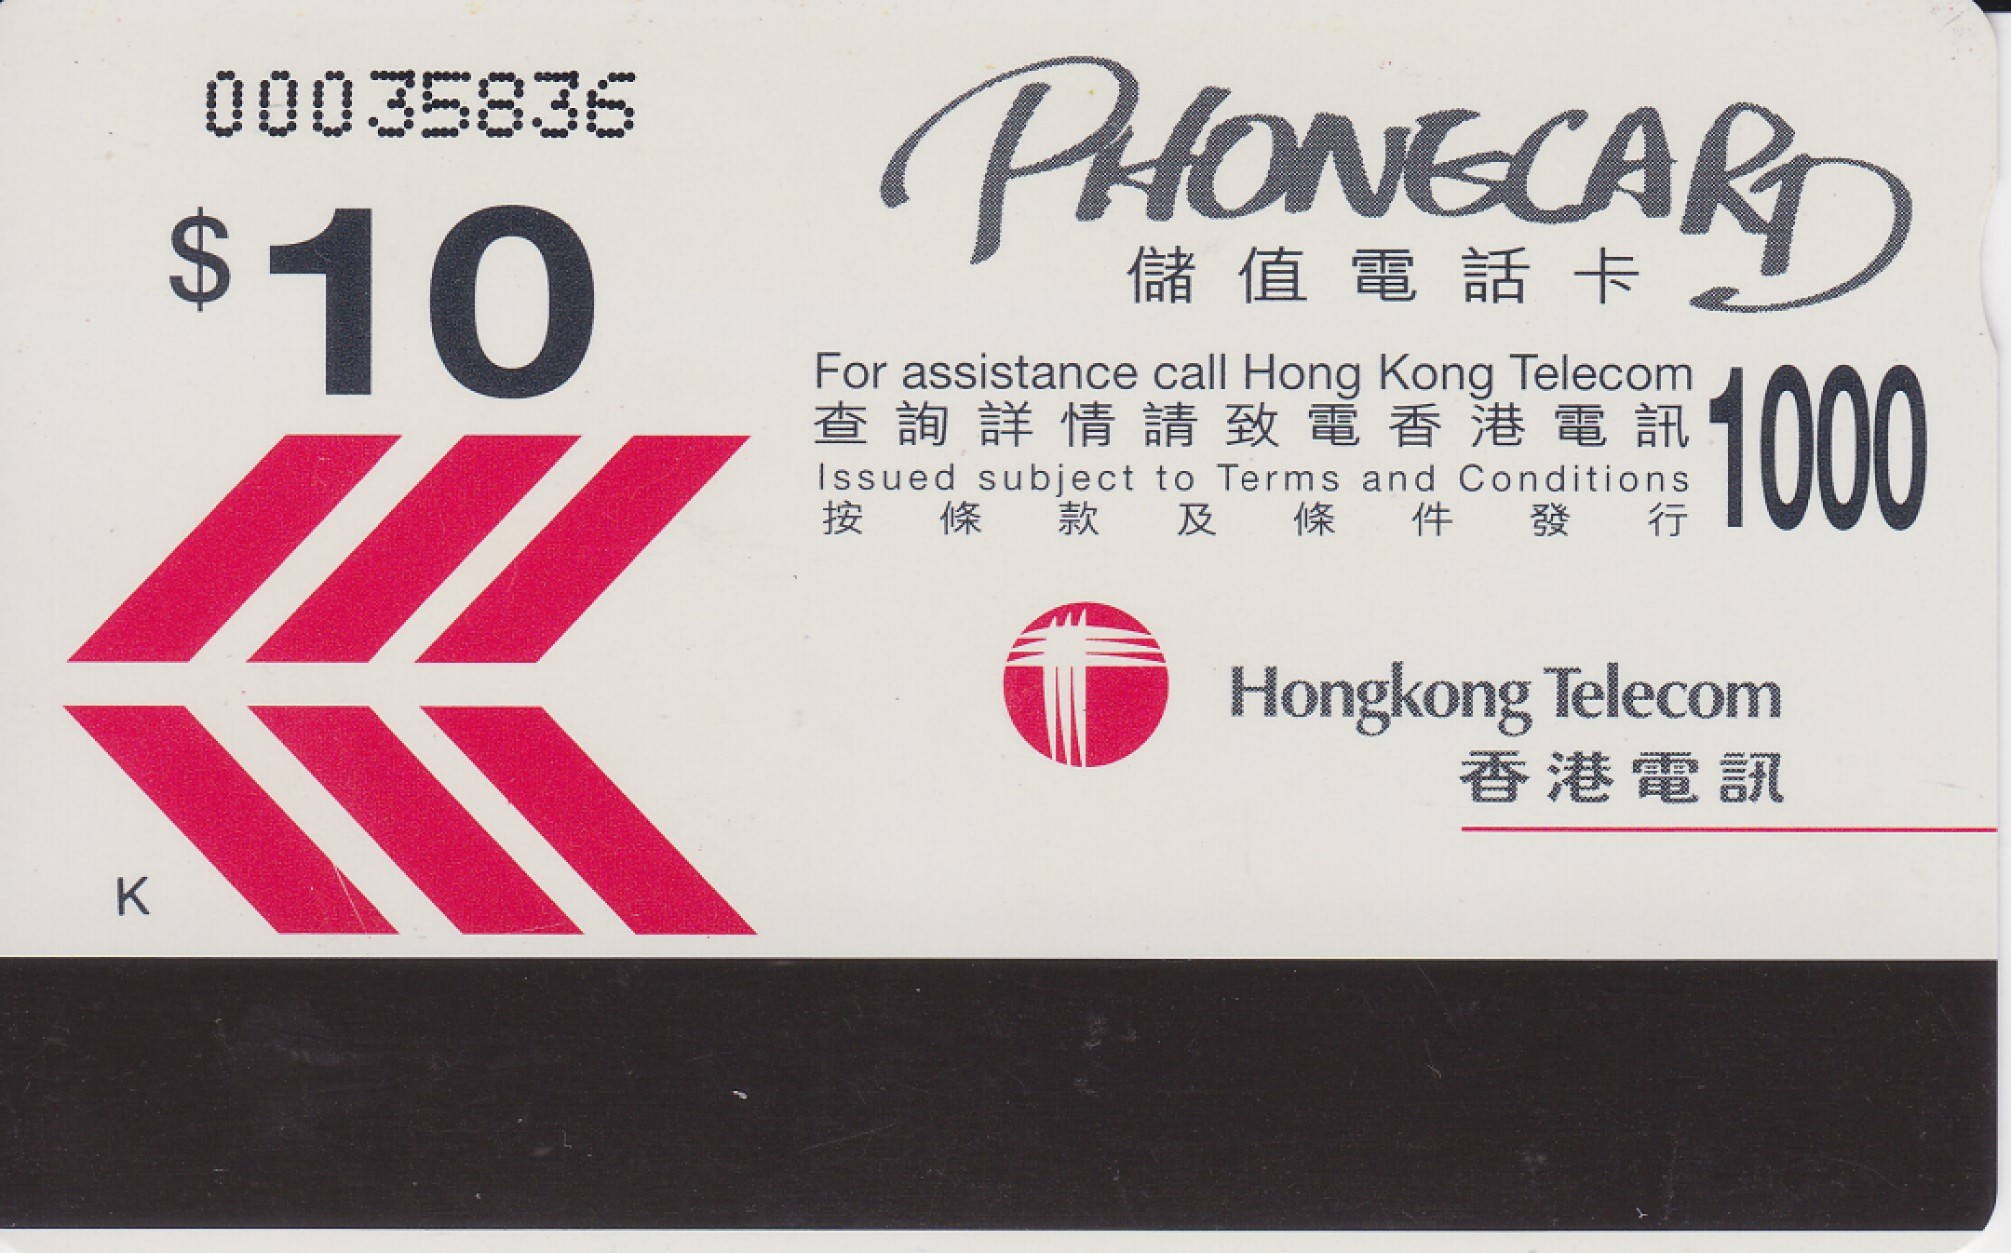 00035836
$10
PHONECARD
儲值電話卡
For assistance call Hong Kong Telecom
查詢詳情請致電香港電訊
1000
Issued subject to Terms and Conditions
按條款及條件發行
Hongkong Telecom
香港電訊
K